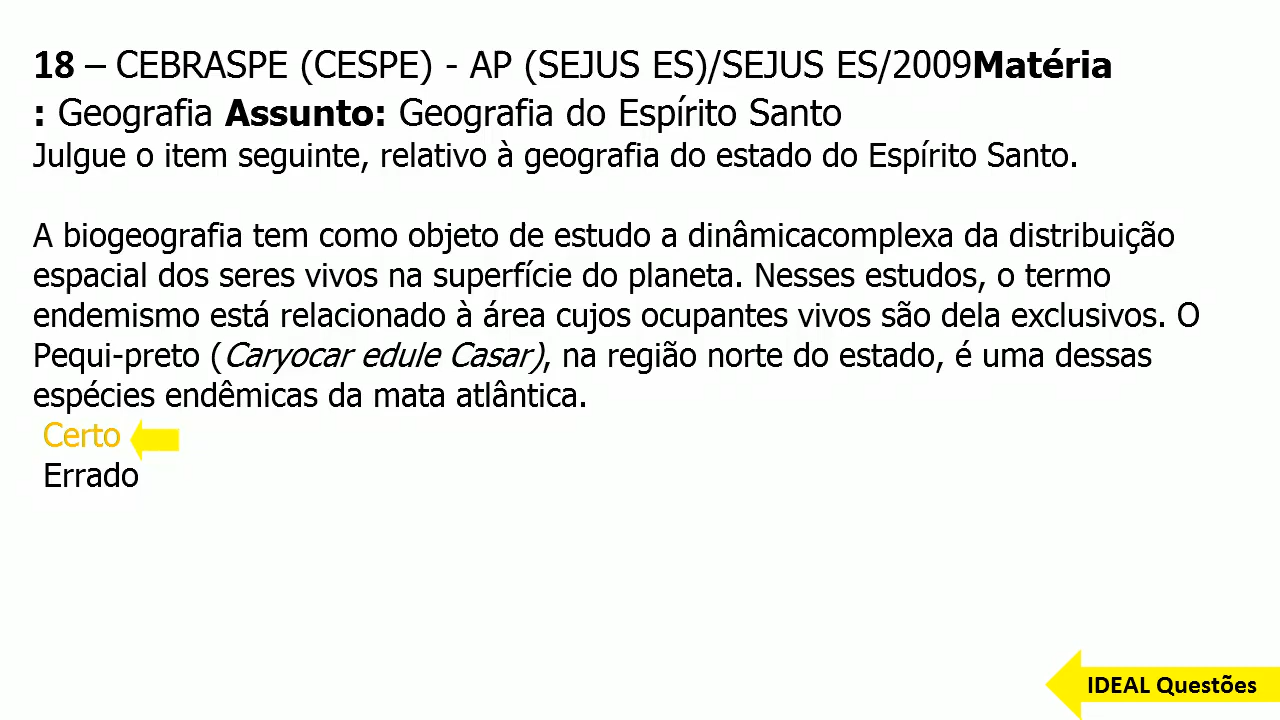 18 – CEBRASPE (CESPE) - AP (SEJUS ES)/SEJUS ES/2009Matéria
: Geografia Assunto: Geografia do Espírito Santo
Julgue o item seguinte, relativo à geografia do estado do Espírito Santo.
A biogeografia tem como objeto de estudo a dinâmicacomplexa da distribuição
espacial dos seres vivos na superfície do planeta. Nesses estudos, o termo
endemismo está relacionado à área cujos ocupantes vivos são dela exclusivos. O
Pequi-preto (Caryocar edule Casar), na região norte do estado, é uma dessas
espécies endêmicas da mata atlântica.
Certo
Errado
IDEAL Questões